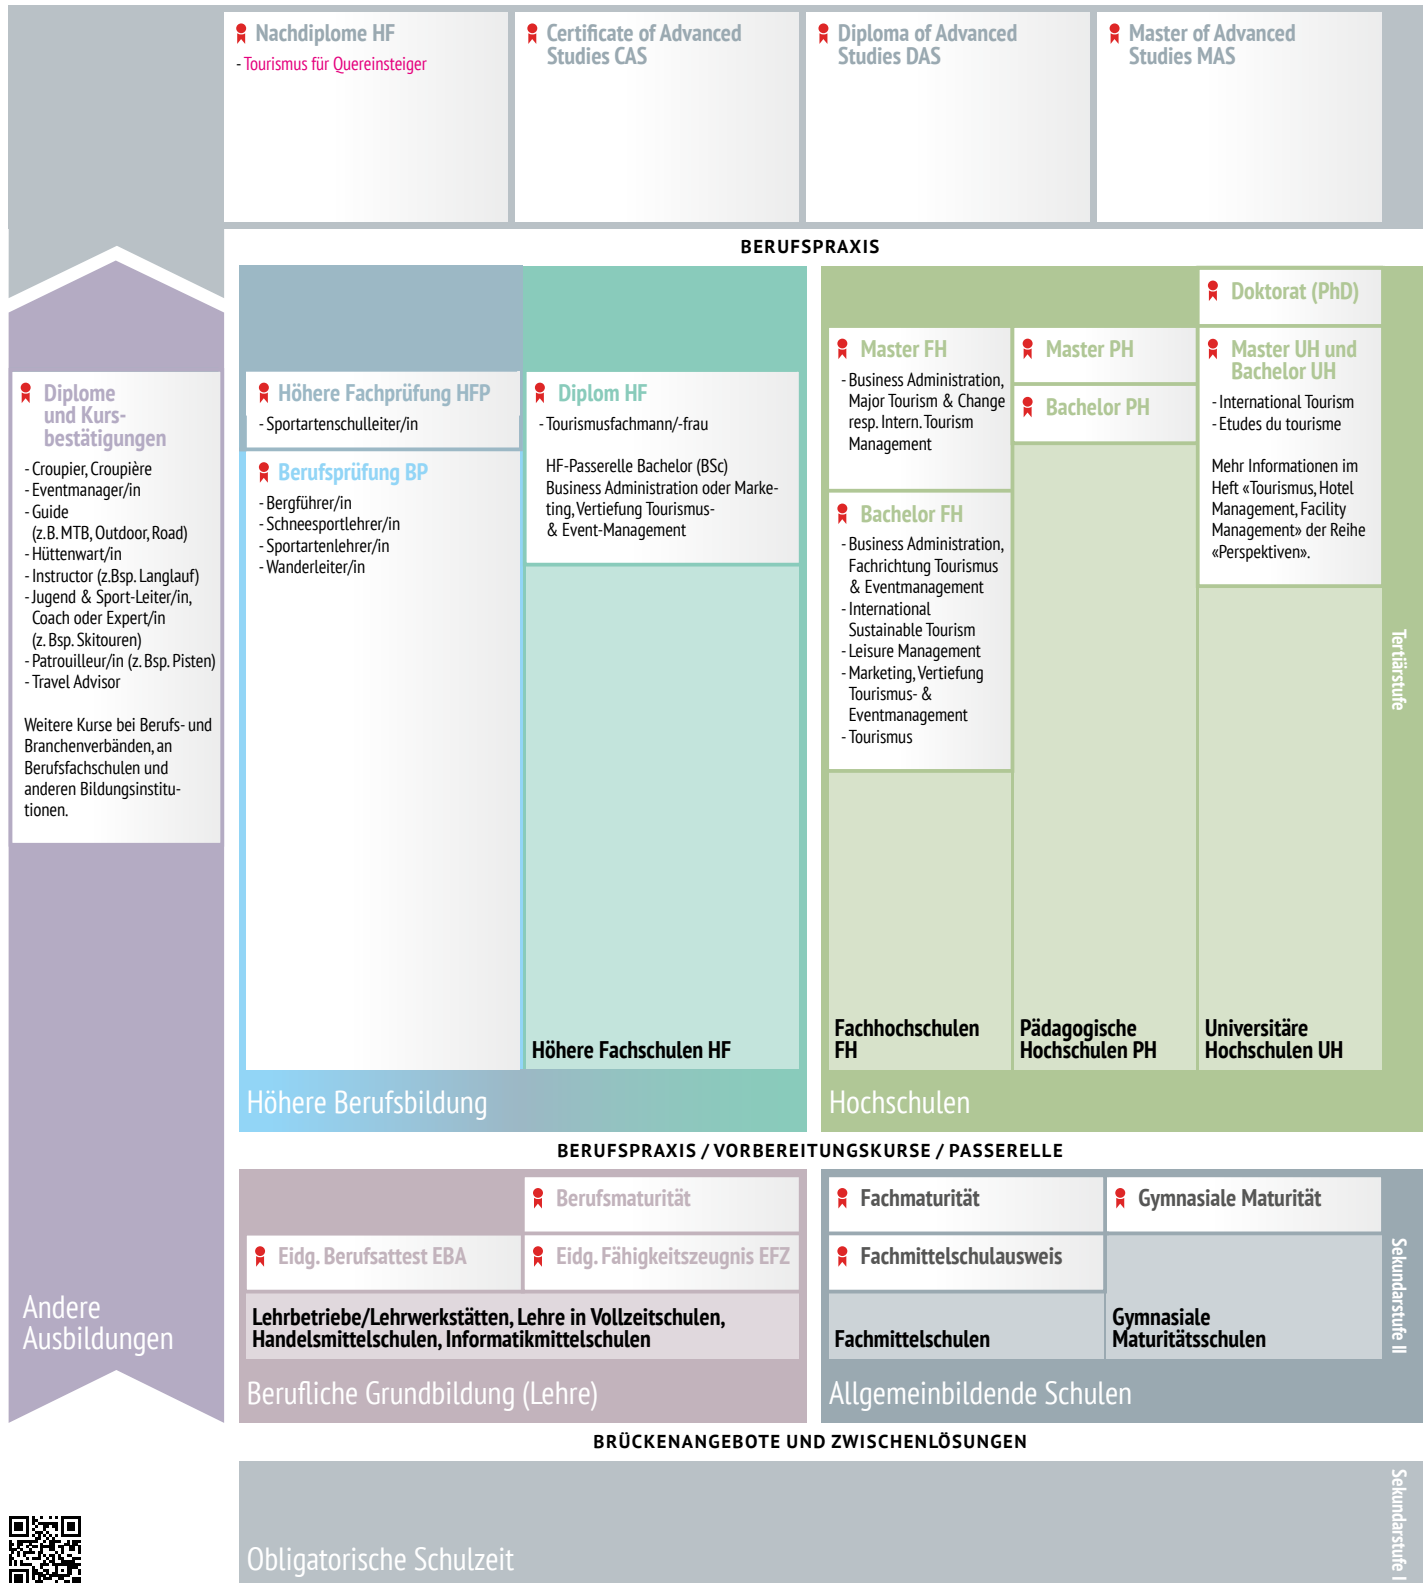 Nachdiplome HF
- Tourismus für Quereinsteiger
Certificate of Advanced
Studies CAS
Diploma of Advanced
Studies DAS
Master of Advanced
Studies MAS
BERUFSPRAXIS
Diplome
und Kurs-
bestätigungen
- Croupier, Croupière
- Eventmanager/in
- Guide
(z.B. MTB, Outdoor, Road)
- Hüttenwart/in
- Instructor (z.Bsp. Langlauf)
- Jugend & Sport-Leiter/in,
Coach oder Expert/in
(z. Bsp. Skitouren)
- Patrouilleur/in (z. Bsp. Pisten)
- Travel Advisor
Weitere Kurse bei Berufs- und
Branchenverbänden, an
Berufsfachschulen und
anderen Bildungsinstitu-
tionen.
Andere
Ausbildungen
Höhere Fachprüfung HFP
- Sportartenschulleiter/in
Berufsprüfung BP
- Bergführer/in
- Schneesportlehrer/in
- Sportartenlehrer/in
- Wanderleiter/in
Diplom HF
- Tourismusfachmann/-frau
HF-Passerelle Bachelor (BSc)
Business Administration oder Marke-
ting, Vertiefung Tourismus-
& Event-Management
Höhere Fachschulen HF
Höhere Berufsbildung
Master FH
- Business Administration,
Major Tourism & Change
resp. Intern. Tourism
Management
Bachelor FH
- Business Administration,
Fachrichtung Tourismus
& Eventmanagement
- International
Sustainable Tourism
- Leisure Management
- Marketing, Vertiefung
Tourismus- &
Eventmanagement
- Tourismus
Fachhochschulen
FH
Master PH
Bachelor PH
Pädagogische
Hochschulen PH
Doktorat (PhD)
Master UH und
Bachelor UH
- International Tourism
- Etudes du tourisme
Mehr Informationen im
Heft «Tourismus, Hotel
Management, Facility
Management» der Reihe
«Perspektiven».
Universitäre
Hochschulen UH
Hochschulen
Tertiärstufe
BERUFSPRAXIS / VORBEREITUNGSKURSE / PASSERELLE
Berufsmaturität
Eidg. Berufsattest EBA
Eidg. Fähigkeitszeugnis EFZ
Lehrbetriebe/Lehrwerkstätten, Lehre in Vollzeitschulen,
Handelsmittelschulen, Informatikmittelschulen
Berufliche Grundbildung (Lehre)
Fachmaturität
Gymnasiale Maturität
Fachmittelschulausweis
Fachmittelschulen
Gymnasiale
Maturitätsschulen
Allgemeinbildende Schulen
Sekundarstufe II
BRÜCKENANGEBOTE UND ZWISCHENLÖSUNGEN
Obligatorische Schulzeit
Sekundarstufe I